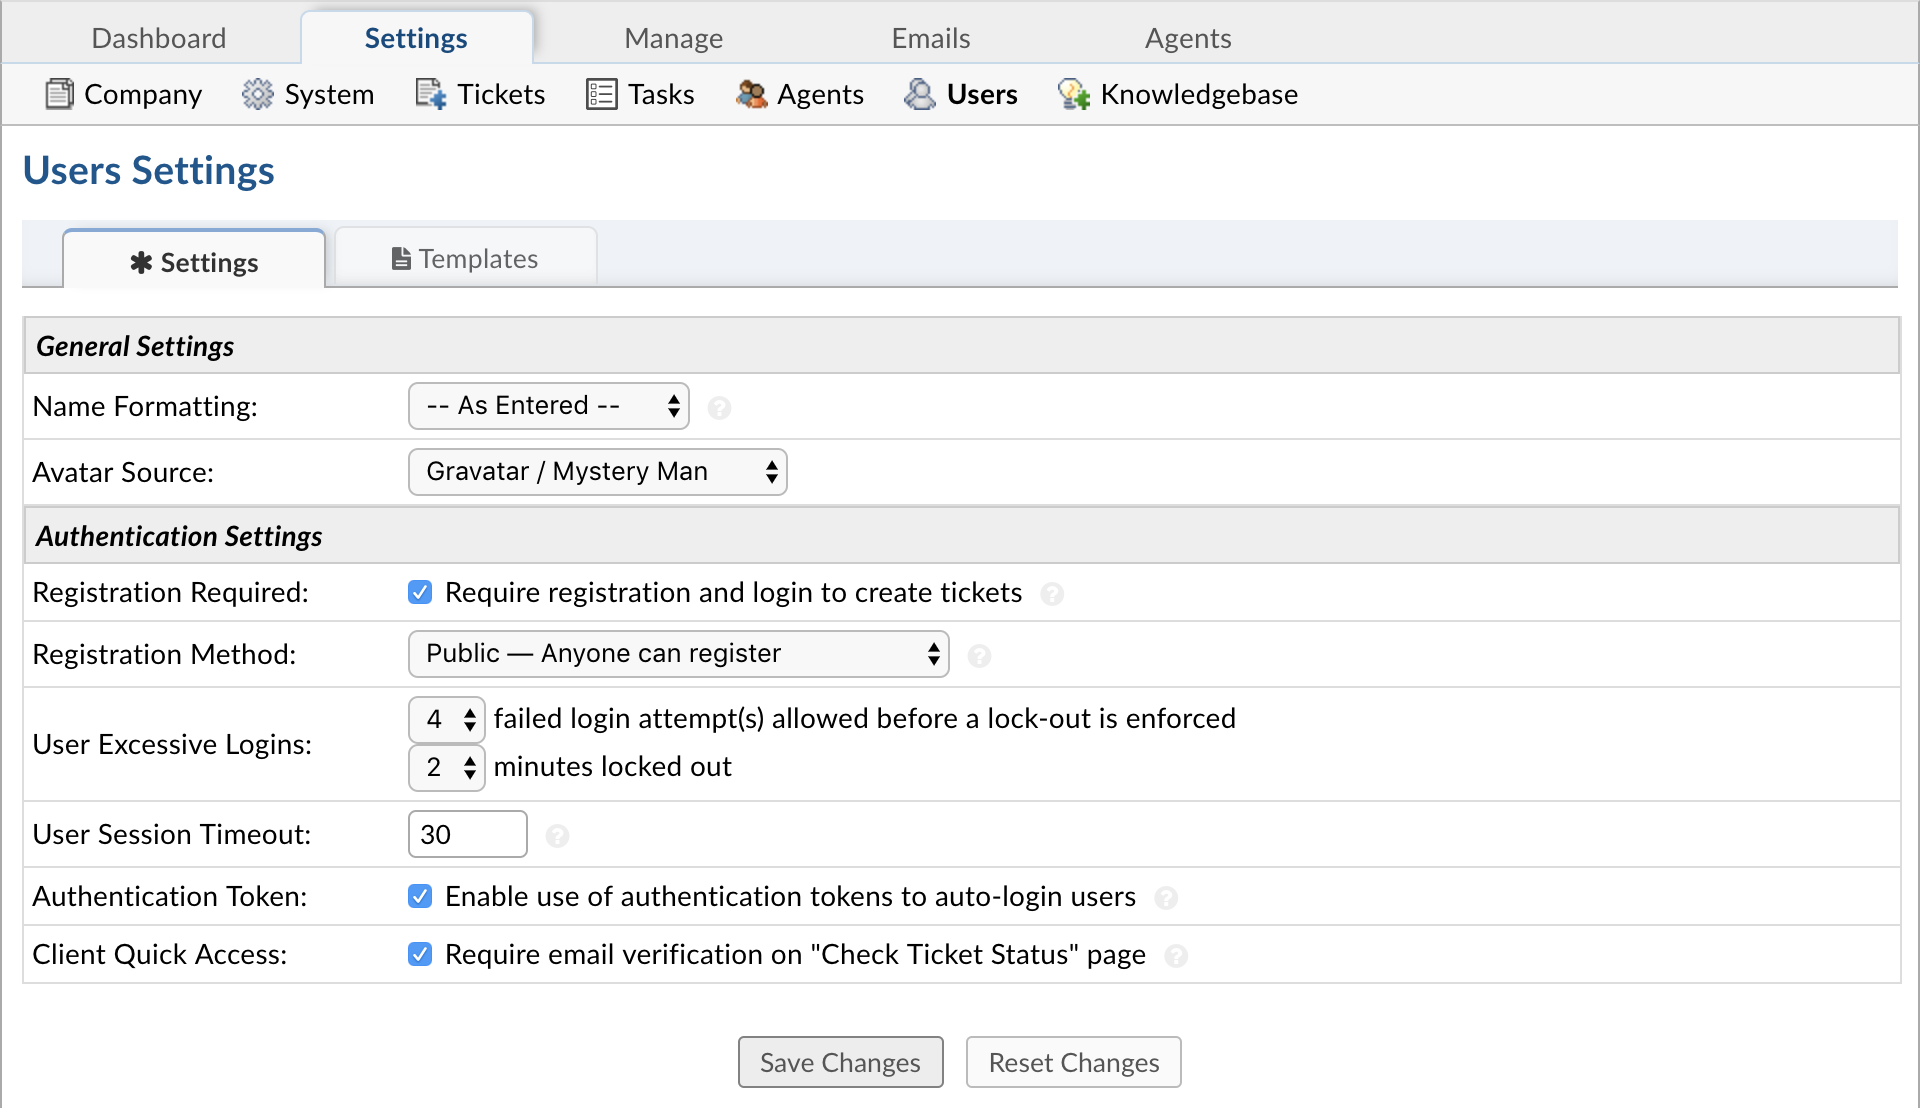 Dashboard Settings Manage Emails Agents
Company System Tickets Tasks Agents Users Knowledgebase
Users Settings
Settings Templates
General Settings
Name Formatting: -- As Entered --
Avatar Source: Gravatar / Mystery Man
Authentication Settings
Registration Required: Require registration and login to create tickets
Registration Method: Public — Anyone can register
User Excessive Logins:
4 failed login attempt(s) allowed before a lock-out is enforced
2 minutes locked out
User Session Timeout: 30
Authentication Token: Enable use of authentication tokens to auto-login users
Client Quick Access: Require email verification on "Check Ticket Status" page
Save Changes Reset Changes